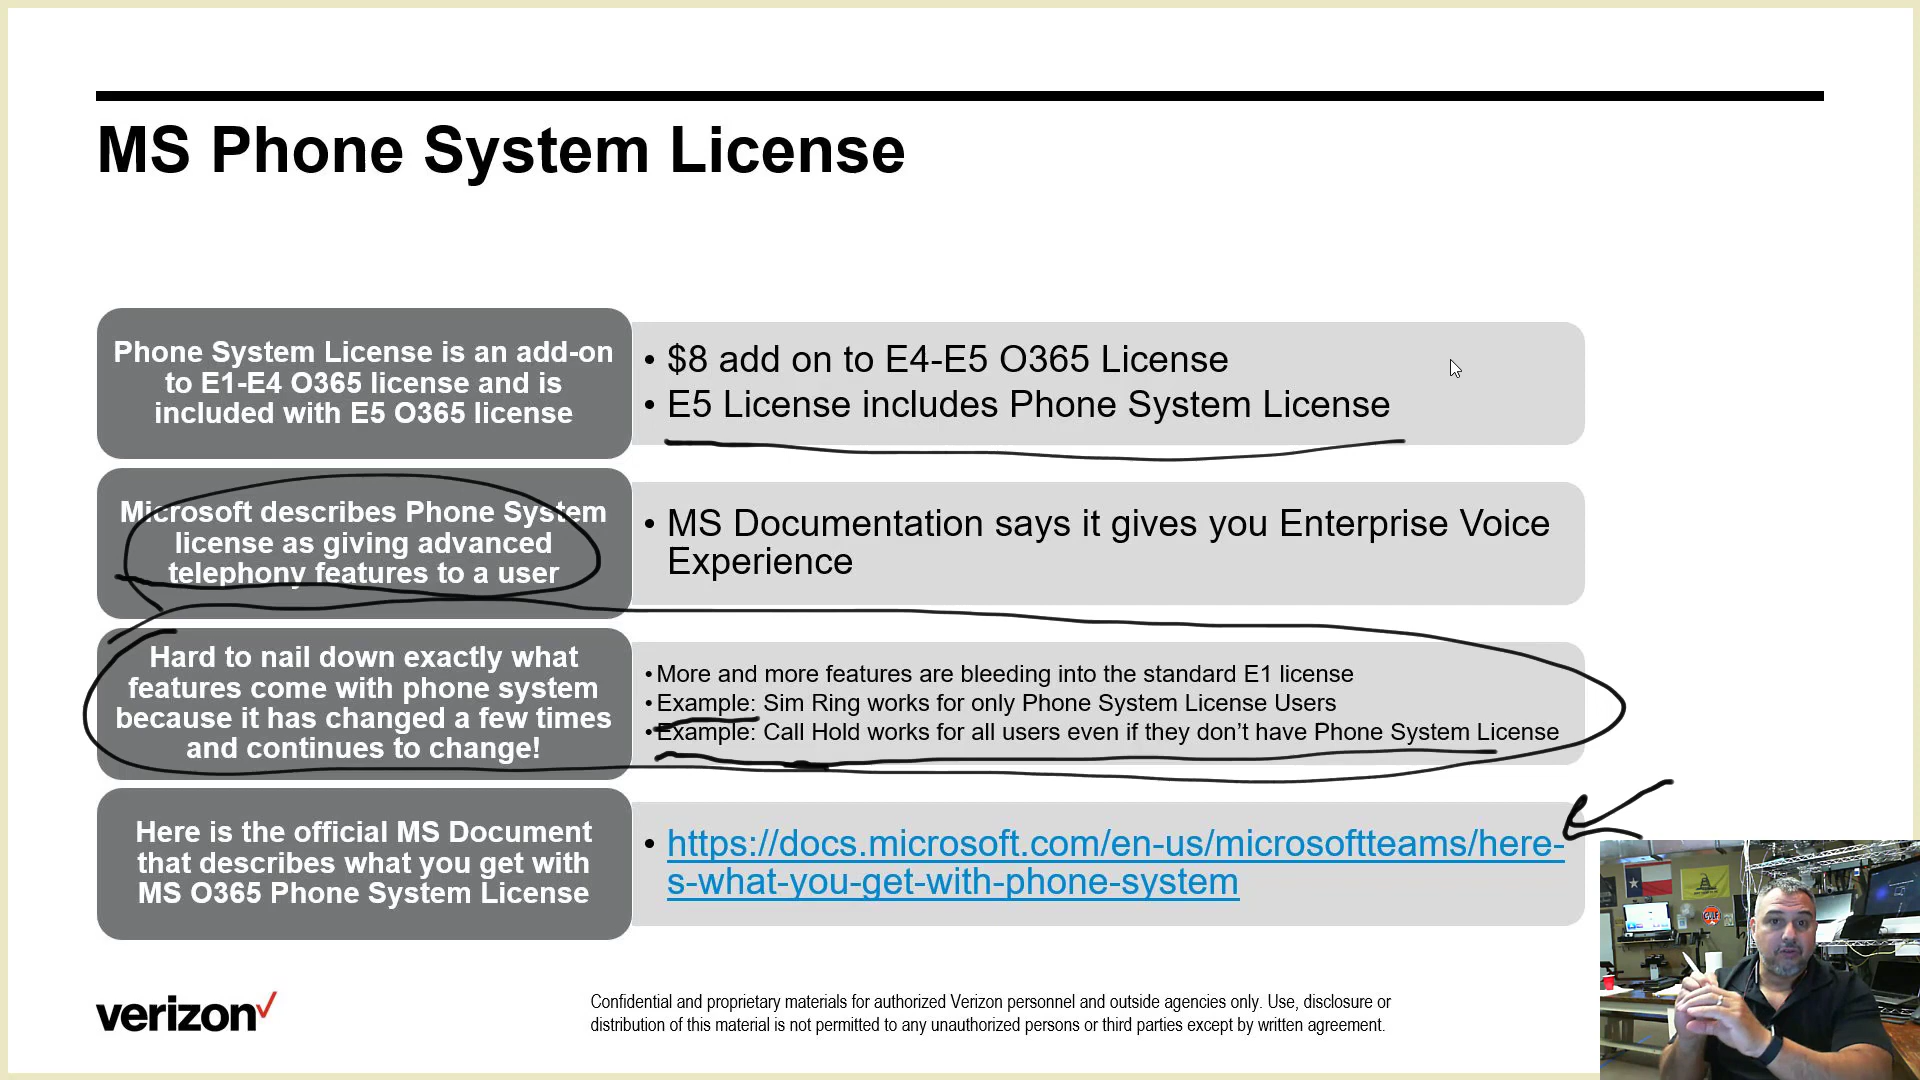 MS Phone System License
Phone System License is an add-on
to E1-E4 O365 license and is
included with E5 O365 license
• $8 add on to E4-E5 O365 License
• E5 License includes Phone System License
Microsoft describes Phone System
license as giving advanced
telephony features to a user
• MS Documentation says it gives you Enterprise Voice
Experience
Hard to nail down exactly what
features come with phone system
because it has changed a few times
and continues to change!
• More and more features are bleeding into the standard E1 license
• Example: Sim Ring works for only Phone System License Users
• Example: Call Hold works for all users even if they don’t have Phone System License
Here is the official MS Document
that describes what you get with
MS O365 Phone System License
• https://docs.microsoft.com/en-us/microsoftteams/here-
s-what-you-get-with-phone-system
verizon
Confidential and proprietary materials for authorized Verizon personnel and outside agencies only. Use, disclosure or
distribution of this material is not permitted to any unauthorized persons or third parties except by written agreement.
Gulf